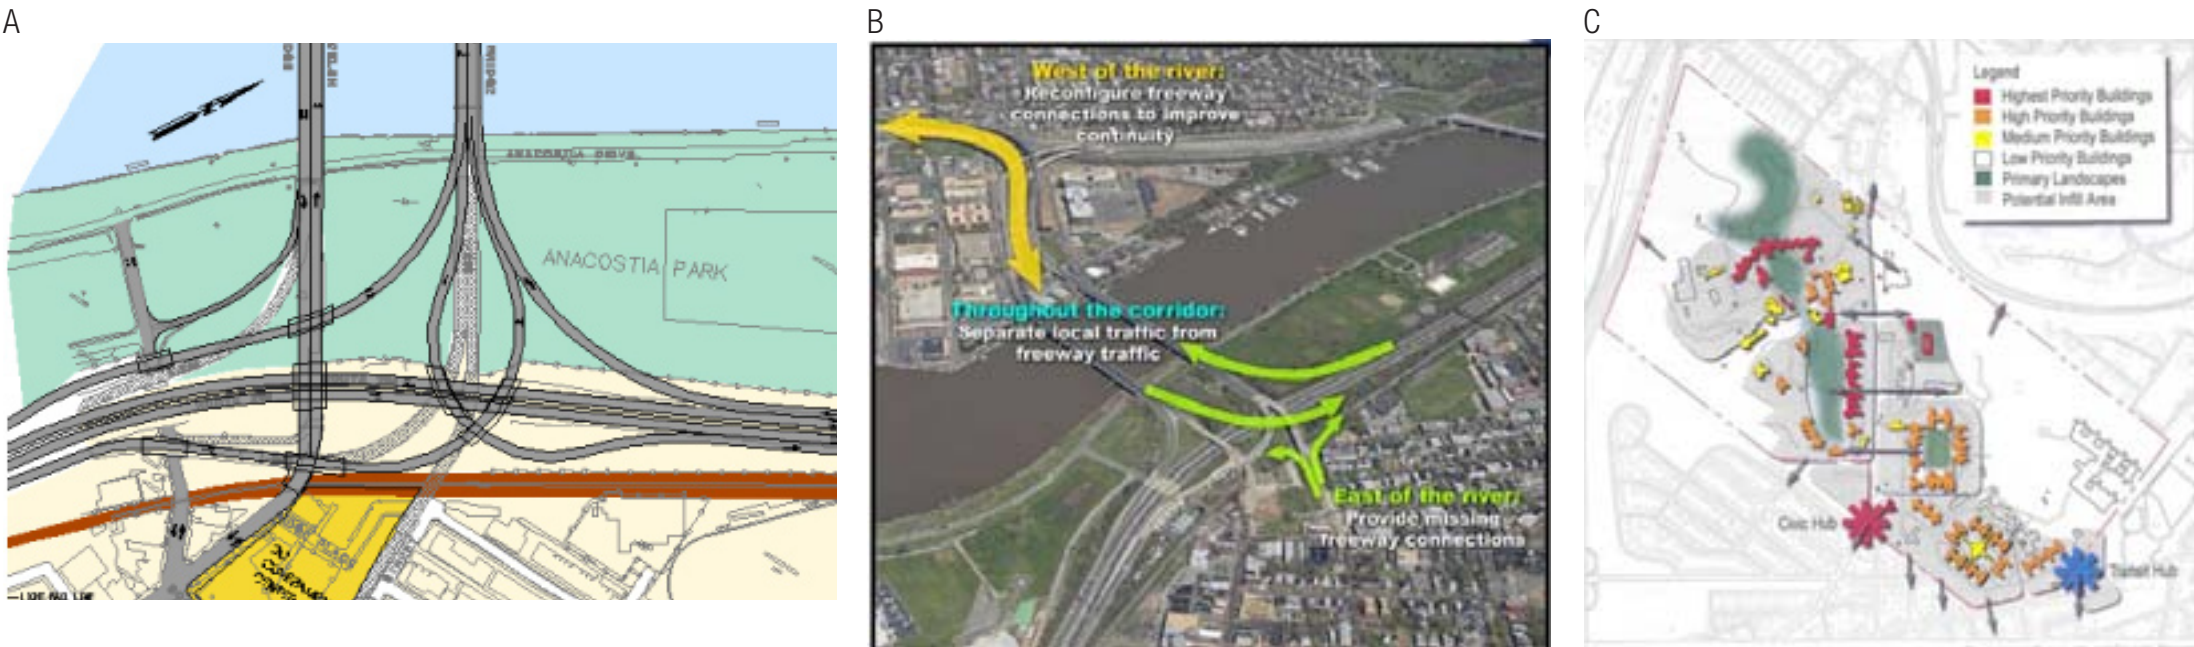 A
B
C
ANACOSTIA DRIVE
ANACOSTIA PARK
West of the river:
Reconfigure freeway
connections to improve
continuity
Throughout the corridor:
Separate local traffic from
freeway traffic
East of the river:
Provide missing
freeway connections
Legend
Highest Priority Buildings
High Priority Buildings
Medium Priority Buildings
Low Priority Buildings
Primary Landscapes
Potential Infill Area
Civic Hub
Transit Hub